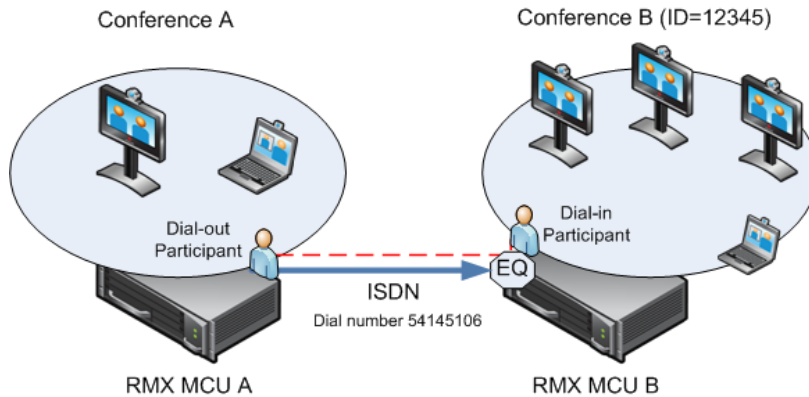 Conference A
Conference B (ID=12345)
Dial-out
Participant
Dial-in
Participant
EQ
ISDN
Dial number 54145106
RMX MCU A
RMX MCU B